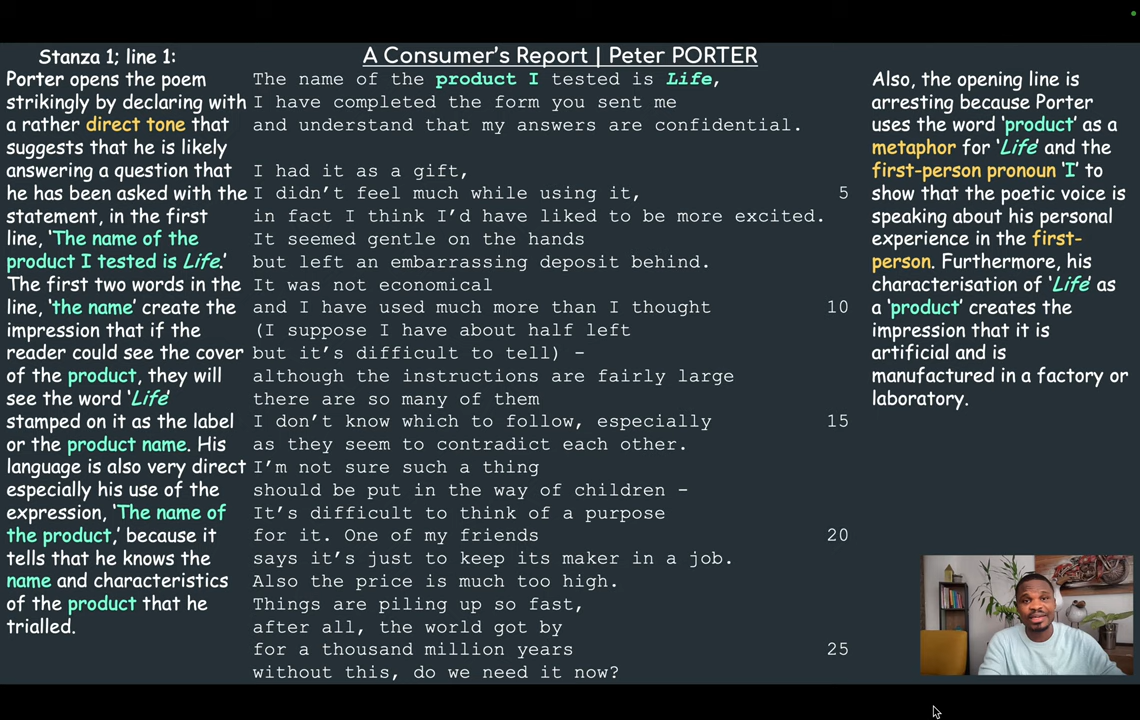 Stanza 1; line 1:
Porter opens the poem
strikingly by declaring with
a rather direct tone that
suggests that he is likely
answering a question that
he has been asked with the
statement, in the first
line, ‘The name of the
product I tested is Life.’
The first two words in the
line, ‘the name’ create the
impression that if the
reader could see the cover
of the product, they will
see the word ‘Life’
stamped on it as the label
or the product name. His
language is also very direct
especially his use of the
expression, ‘The name of
the product,’ because it
tells that he knows the
name and characteristics
of the product that he
trialled.
A Consumer’s Report | Peter PORTER
The name of the product I tested is Life,
I have completed the form you sent me
and understand that my answers are confidential.
I had it as a gift,
I didn’t feel much while using it, 5
in fact I think I’d have liked to be more excited.
It seemed gentle on the hands
but left an embarrassing deposit behind.
It was not economical
and I have used much more than I thought 10
(I suppose I have about half left
but it’s difficult to tell) –
although the instructions are fairly large
there are so many of them
I don’t know which to follow, especially 15
as they seem to contradict each other.
I’m not sure such a thing
should be put in the way of children –
It’s difficult to think of a purpose
for it. One of my friends 20
says it’s just to keep its maker in a job.
Also the price is much too high.
Things are piling up so fast,
after all, the world got by
for a thousand million years 25
without this, do we need it now?
Also, the opening line is
arresting because Porter
uses the word ‘product’ as a
metaphor for ‘Life’ and the
first-person pronoun ‘I’ to
show that the poetic voice is
speaking about his personal
experience in the first-
person. Furthermore, his
characterisation of ‘Life’ as
a ‘product’ creates the
impression that it is
artificial and is
manufactured in a factory or
laboratory.